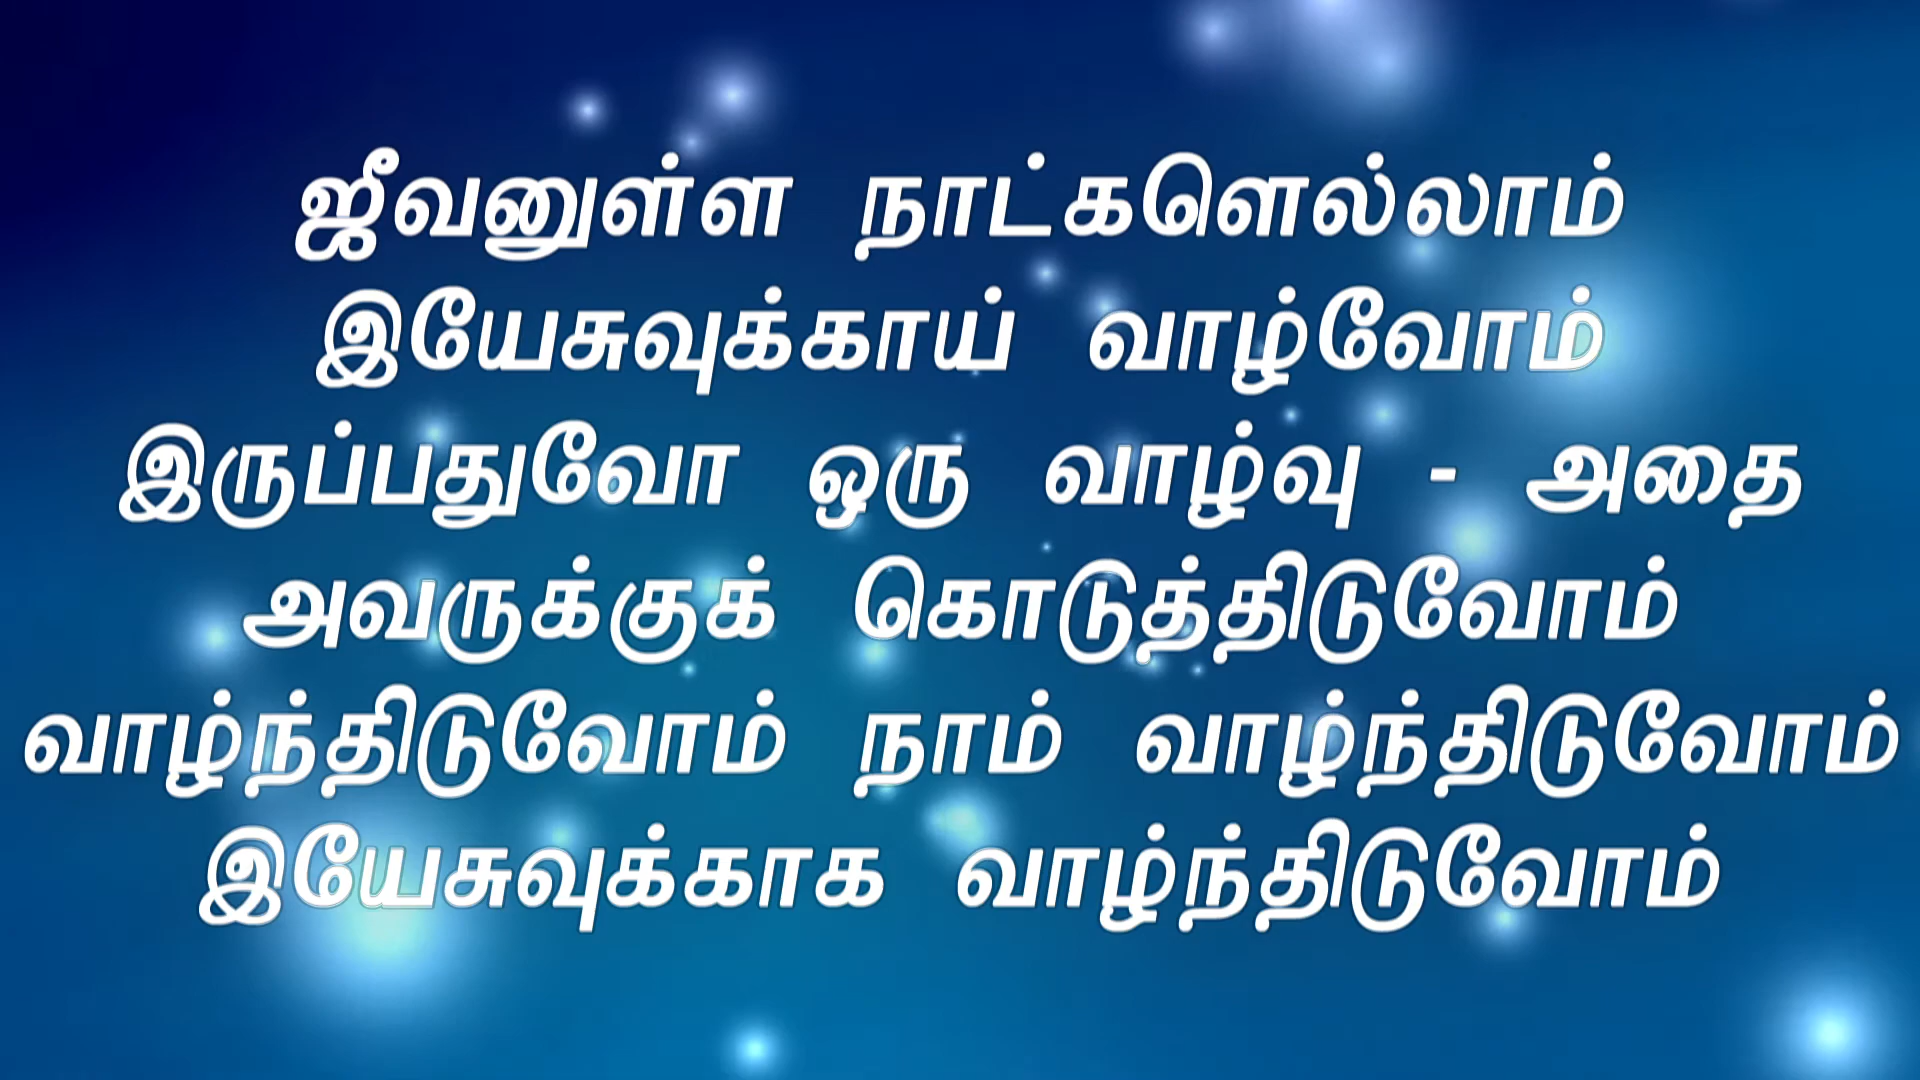 ஜீவனுள்ள நாட்களெல்லாம்
இயேசுவுக்காய் வாழ்வோம்
இருப்பதுவோ ஒரு வாழ்வு - அதை
அவருக்குக் கொடுத்திடுவோம்
வாழ்ந்திடுவோம் நாம் வாழ்ந்திடுவோம்
இயேசுவுக்காக வாழ்ந்திடுவோம்